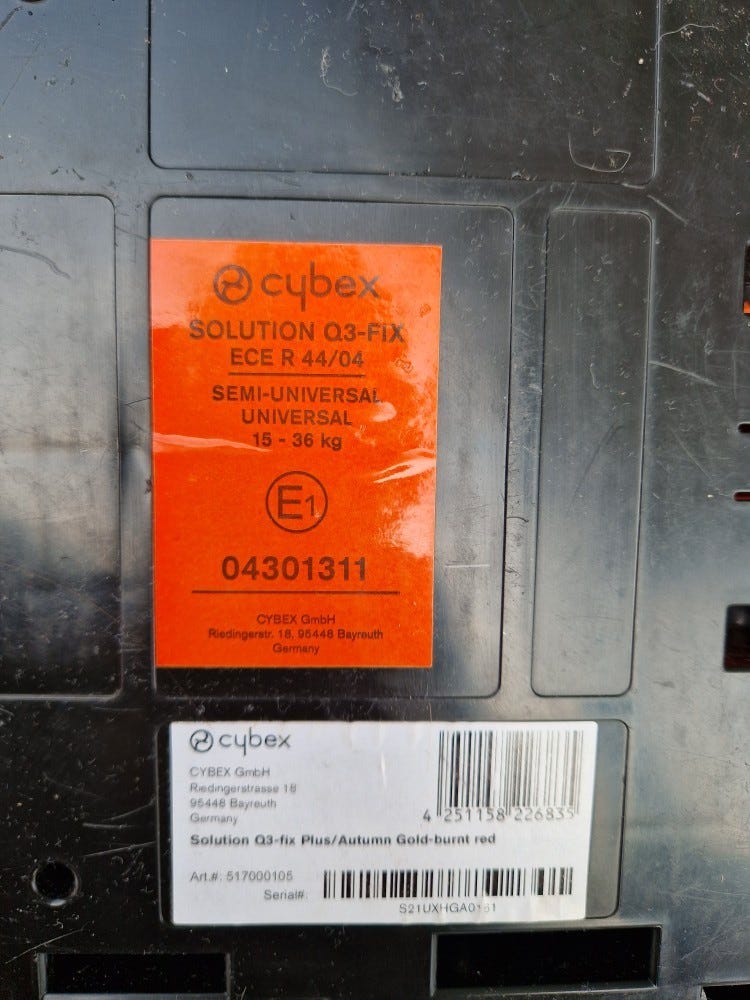 cybex
SOLUTION Q3-FIX
ECE R 44/04
SEMI-UNIVERSAL
UNIVERSAL
15 - 36 kg
E1
04301311
CYBEX GmbH
Riedingerstr. 18, 95448 Bayreuth
Germany
cybex
CYBEX GmbH
Riedingerstrasse 18
95448 Bayreuth
Germany
4 251158 226835
Solution Q3-fix Plus/Autumn Gold-burnt red
Art.#: 517000105
Serial#: